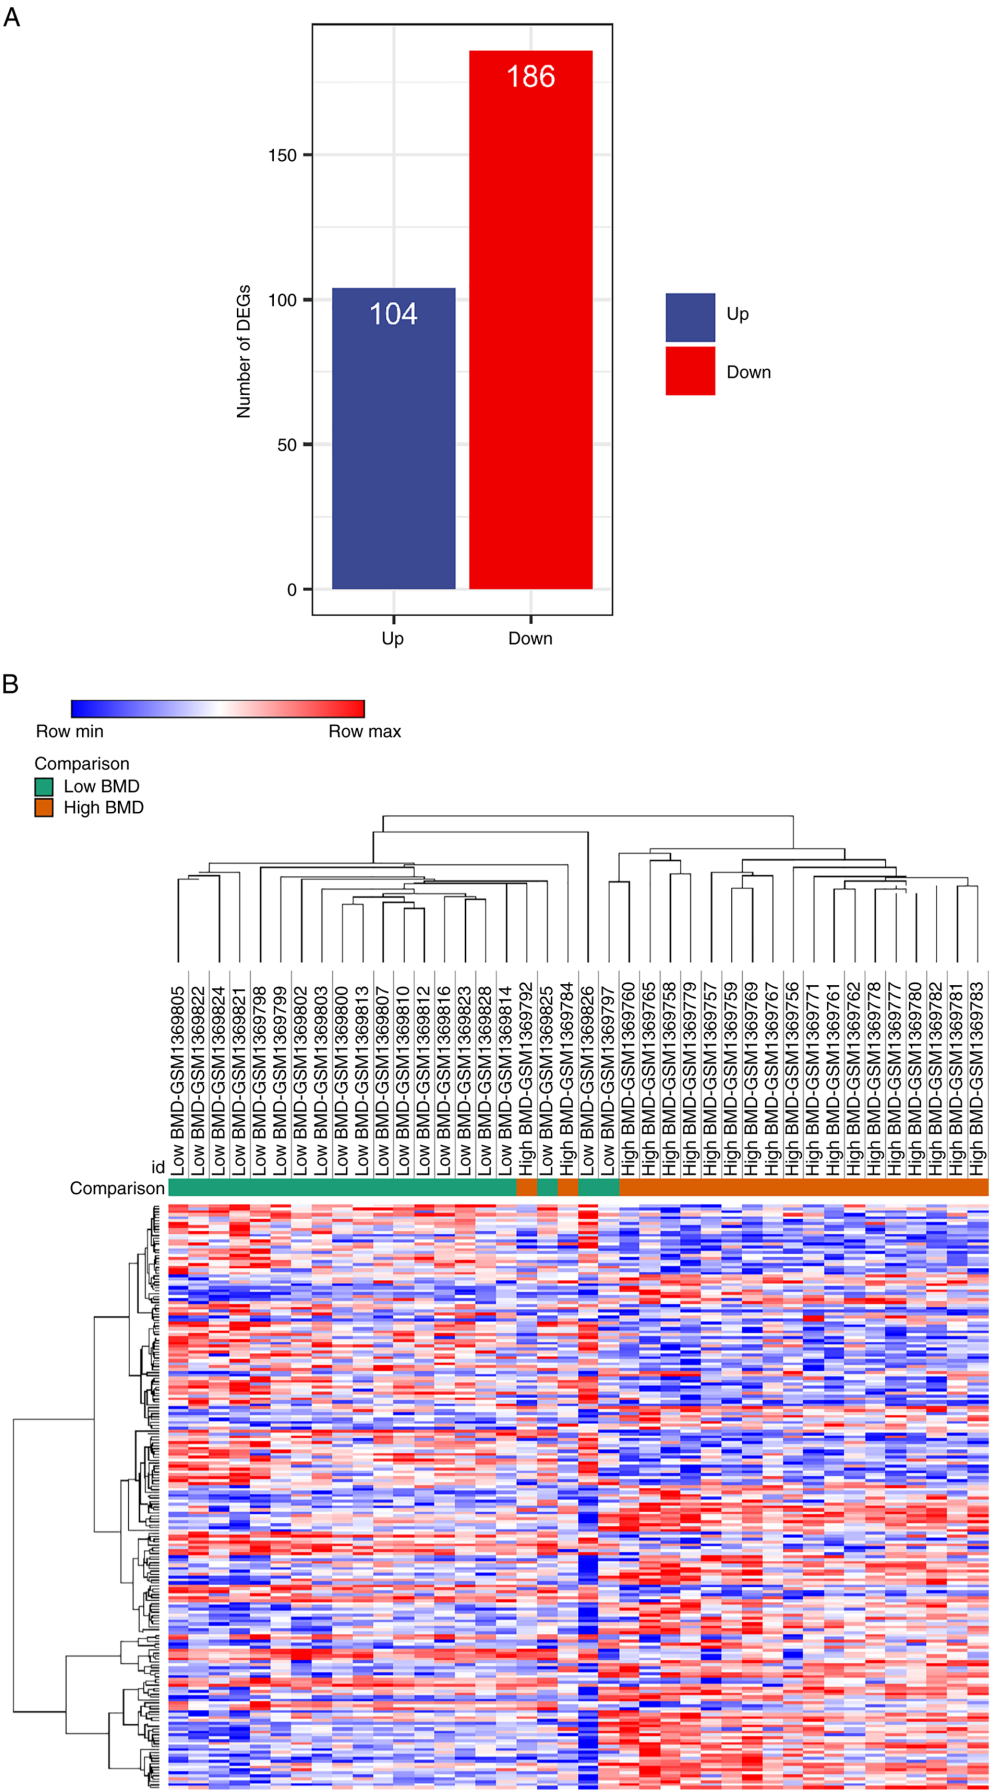 A
186
150
100
104
Number of DEGs
Up
Down
50
0
Up
Down
B
Row min
Row max
Comparison
Low BMD
High BMD
Low BMD-GSM1369805
Low BMD-GSM1369822
Low BMD-GSM1369824
Low BMD-GSM1369821
Low BMD-GSM1369798
Low BMD-GSM1369799
Low BMD-GSM1369802
Low BMD-GSM1369803
Low BMD-GSM1369800
Low BMD-GSM1369813
Low BMD-GSM1369807
Low BMD-GSM1369810
Low BMD-GSM1369812
Low BMD-GSM1369816
Low BMD-GSM1369823
Low BMD-GSM1369828
Low BMD-GSM1369814
High BMD-GSM1369792
Low BMD-GSM1369825
High BMD-GSM1369784
Low BMD-GSM1369826
Low BMD-GSM1369797
High BMD-GSM1369760
High BMD-GSM1369765
High BMD-GSM1369758
High BMD-GSM1369779
High BMD-GSM1369757
High BMD-GSM1369759
High BMD-GSM1369769
High BMD-GSM1369767
High BMD-GSM1369756
High BMD-GSM1369771
High BMD-GSM1369761
High BMD-GSM1369762
High BMD-GSM1369778
High BMD-GSM1369777
High BMD-GSM1369780
High BMD-GSM1369782
High BMD-GSM1369781
High BMD-GSM1369783
id
Comparison